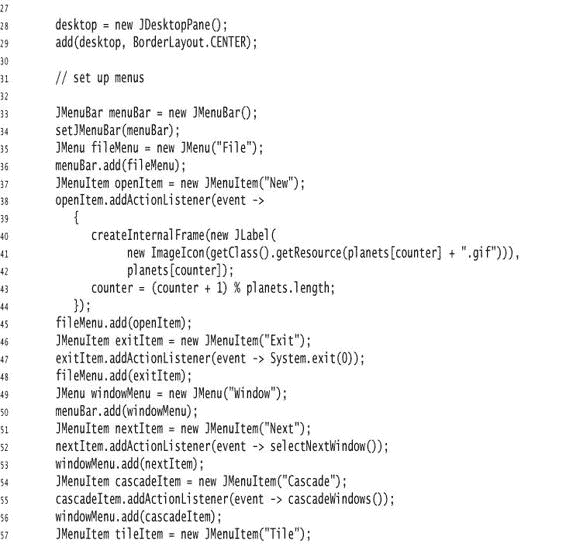 27
28 desktop = new JDesktopPane();
29 add(desktop, BorderLayout.CENTER);
30
31 // set up menus
32
33 JMenuBar menuBar = new JMenuBar();
34 setJMenuBar(menuBar);
35 JMenu fileMenu = new JMenu("File");
36 menuBar.add(fileMenu);
37 JMenuItem openItem = new JMenuItem("New");
38 openItem.addActionListener(event ->
39 {
40 createInternalFrame(new JLabel(
41 new ImageIcon(getClass().getResource(planets[counter] + ".gif"))),
42 planets[counter]);
43 counter = (counter + 1) % planets.length;
44 });
45 fileMenu.add(openItem);
46 JMenuItem exitItem = new JMenuItem("Exit");
47 exitItem.addActionListener(event -> System.exit(0));
48 fileMenu.add(exitItem);
49 JMenu windowMenu = new JMenu("Window");
50 menuBar.add(windowMenu);
51 JMenuItem nextItem = new JMenuItem("Next");
52 nextItem.addActionListener(event -> selectNextWindow());
53 windowMenu.add(nextItem);
54 JMenuItem cascadeItem = new JMenuItem("Cascade");
55 cascadeItem.addActionListener(event -> cascadeWindows());
56 windowMenu.add(cascadeItem);
57 JMenuItem tileItem = new JMenuItem("Tile");